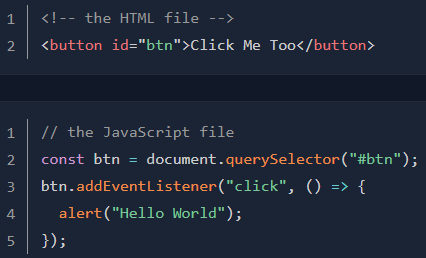 1 <!-- the HTML file -->
2 <button id="btn">Click Me Too</button>
1 // the JavaScript file
2 const btn = document.querySelector("#btn");
3 btn.addEventListener("click", () => {
4   alert("Hello World");
5 });